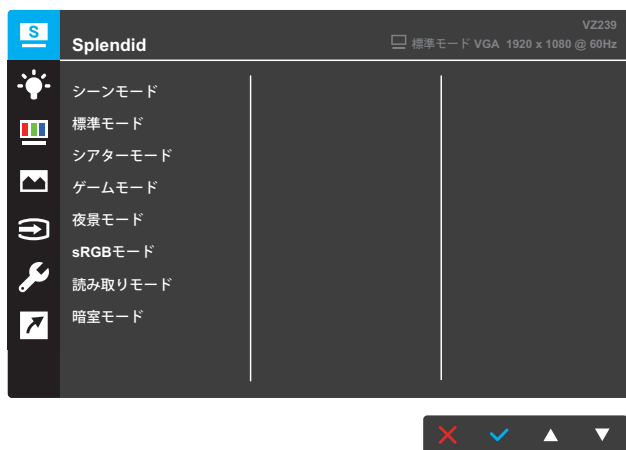 S
VZ239
Splendid
標準モード VGA 1920 x 1080 @ 60Hz
シーンモード
標準モード
シアターモード
ゲームモード
夜景モード
sRGBモード
読み取りモード
暗室モード